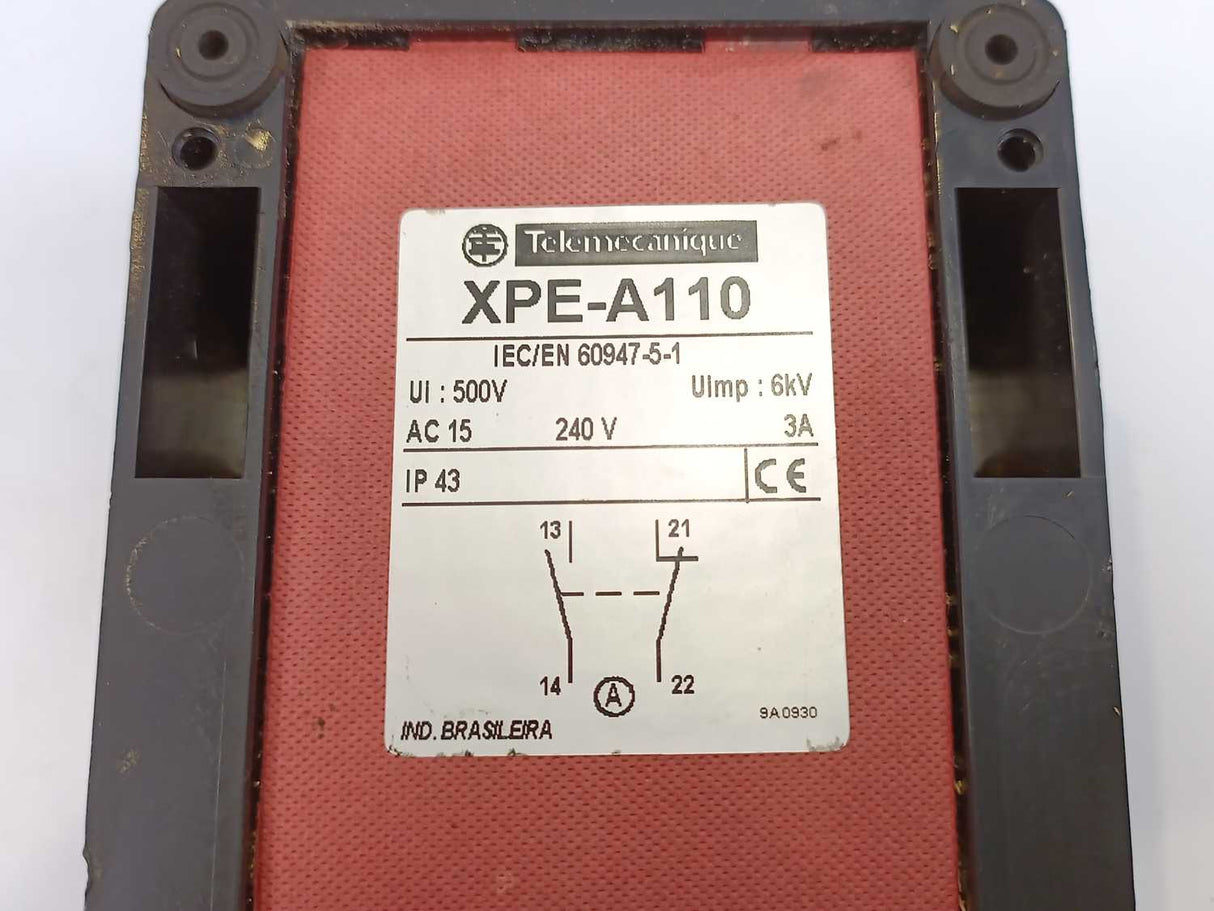 Telemecanique
XPE-A110
IEC/EN 60947-5-1
UI : 500V UImp : 6kV
AC 15 240 V 3A
IP 43 CE
13 21
14 A 22
9A0930
IND. BRASILEIRA